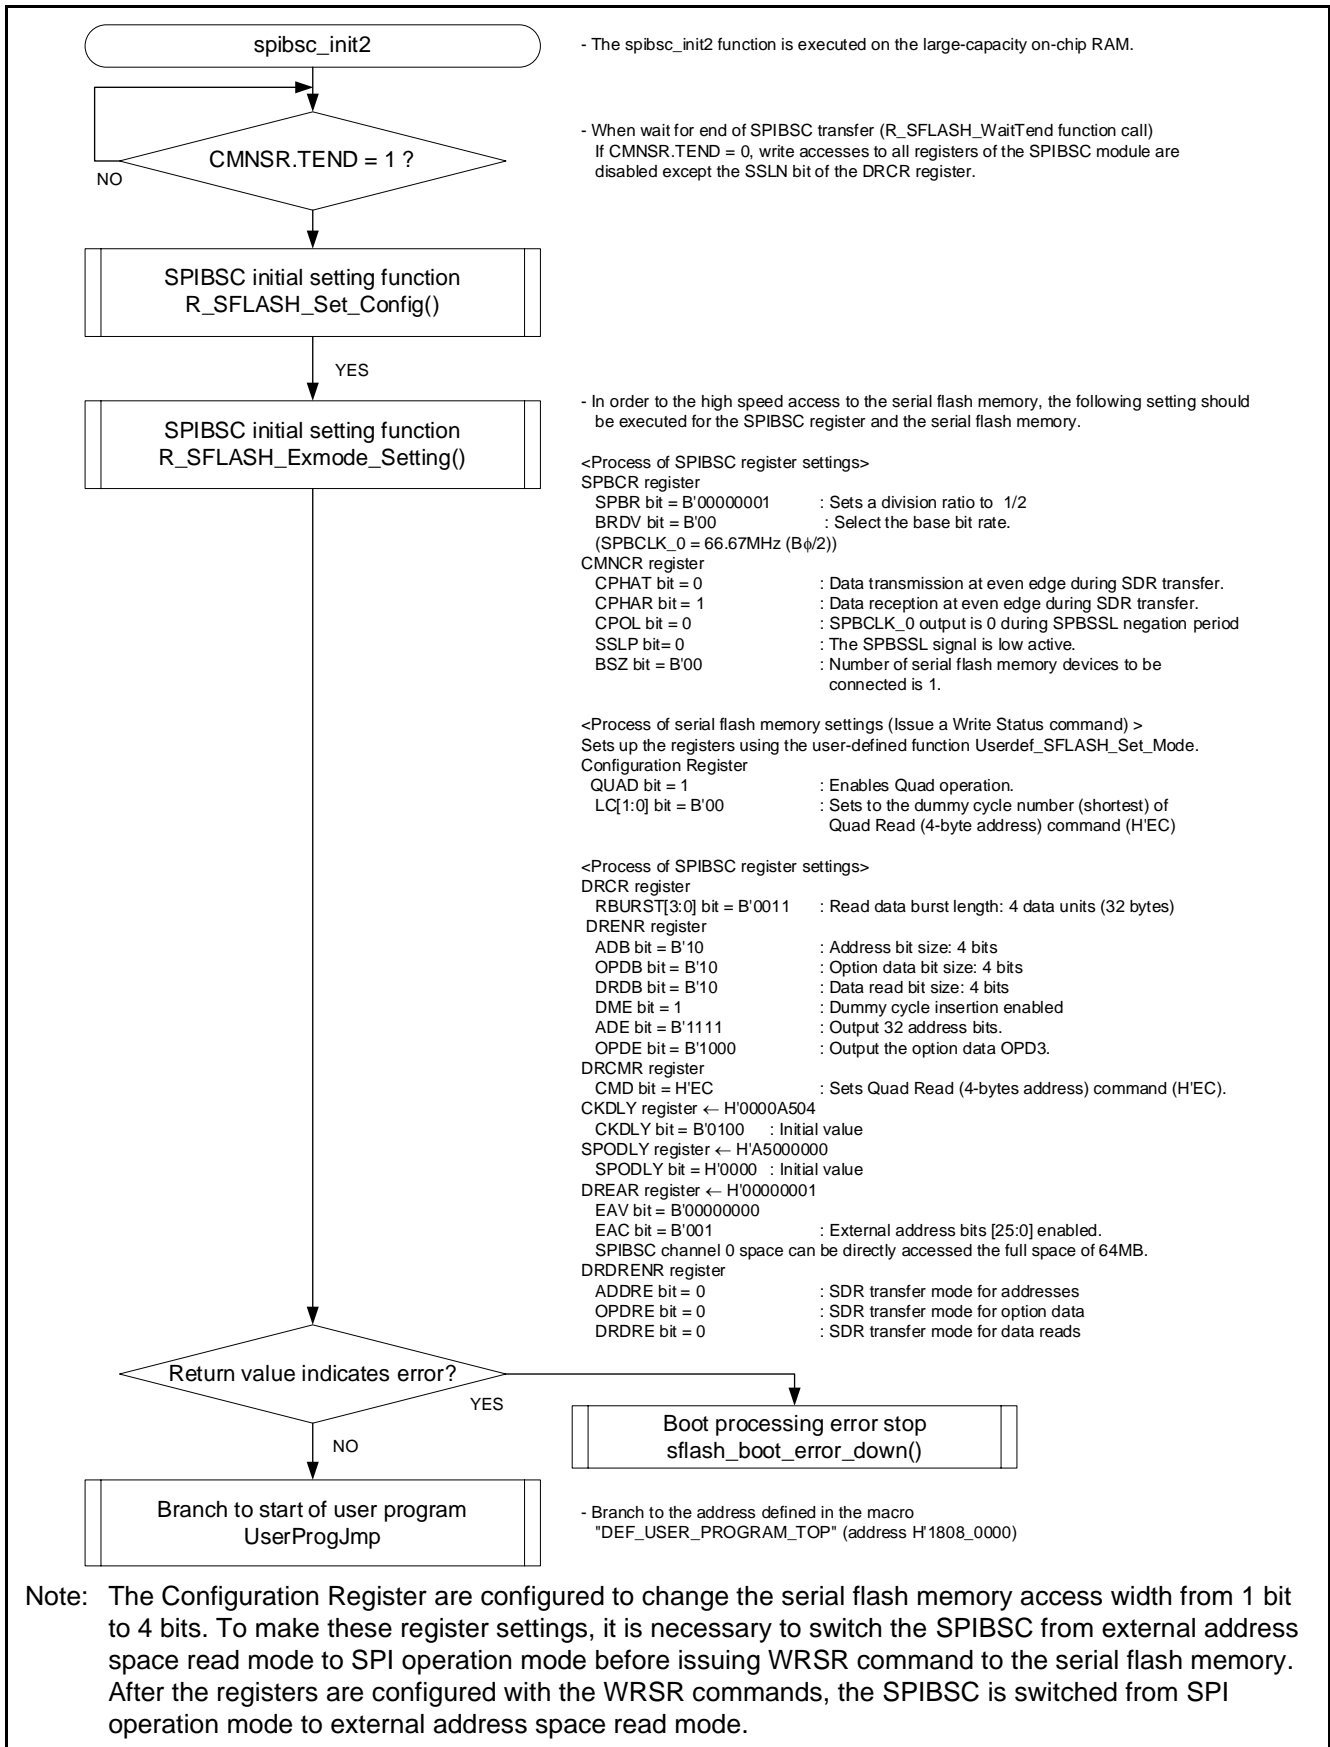 spibsc_init2
- The spibsc_init2 function is executed on the large-capacity on-chip RAM.
CMNSR.TEND = 1 ?
NO
- When wait for end of SPIBSC transfer (R_SFLASH_WaitTend function call)
If CMNSR.TEND = 0, write accesses to all registers of the SPIBSC module are
disabled except the SSLN bit of the DRCR register.
SPIBSC initial setting function
R_SFLASH_Set_Config()
YES
SPIBSC initial setting function
R_SFLASH_Exmode_Setting()
- In order to the high speed access to the serial flash memory, the following setting should
be executed for the SPIBSC register and the serial flash memory.
<Process of SPIBSC register settings>
SPBCR register
SPBR bit = B'00000001 : Sets a division ratio to 1/2
BRDV bit = B'00 : Select the base bit rate.
(SPBCLK_0 = 66.67MHz (Bϕ/2))
CMNCR register
CPHAT bit = 0 : Data transmission at even edge during SDR transfer.
CPHAR bit = 1 : Data reception at even edge during SDR transfer.
CPOL bit = 0 : SPBCLK_0 output is 0 during SPBSSL negation period
SSLP bit= 0 : The SPBSSL signal is low active.
BSZ bit = B'00 : Number of serial flash memory devices to be
connected is 1.
<Process of serial flash memory settings (Issue a Write Status command) >
Sets up the registers using the user-defined function Userdef_SFLASH_Set_Mode.
Configuration Register
QUAD bit = 1 : Enables Quad operation.
LC[1:0] bit = B'00 : Sets to the dummy cycle number (shortest) of
Quad Read (4-byte address) command (H'EC)
<Process of SPIBSC register settings>
DRCR register
RBURST[3:0] bit = B'0011 : Read data burst length: 4 data units (32 bytes)
DRENR register
ADB bit = B'10 : Address bit size: 4 bits
OPDB bit = B'10 : Option data bit size: 4 bits
DRDB bit = B'10 : Data read bit size: 4 bits
DME bit = 1 : Dummy cycle insertion enabled
ADE bit = B'1111 : Output 32 address bits.
OPDE bit = B'1000 : Output the option data OPD3.
DRCMR register
CMD bit = H'EC : Sets Quad Read (4-bytes address) command (H'EC).
CKDLY register ← H'0000A504
CKDLY bit = B'0100 : Initial value
SPODLY register ← H'A5000000
SPODLY bit = H'0000 : Initial value
DREAR register ← H'00000001
EAV bit = B'00000000
EAC bit = B'001 : External address bits [25:0] enabled.
SPIBSC channel 0 space can be directly accessed the full space of 64MB.
DRDRENR register
ADDRE bit = 0 : SDR transfer mode for addresses
OPDRE bit = 0 : SDR transfer mode for option data
DRDRE bit = 0 : SDR transfer mode for data reads
Return value indicates error?
YES
Boot processing error stop
sflash_boot_error_down()
NO
Branch to start of user program
UserProgJmp
- Branch to the address defined in the macro
"DEF_USER_PROGRAM_TOP" (address H'1808_0000)
Note: The Configuration Register are configured to change the serial flash memory access width from 1 bit
to 4 bits. To make these register settings, it is necessary to switch the SPIBSC from external address
space read mode to SPI operation mode before issuing WRSR command to the serial flash memory.
After the registers are configured with the WRSR commands, the SPIBSC is switched from SPI
operation mode to external address space read mode.